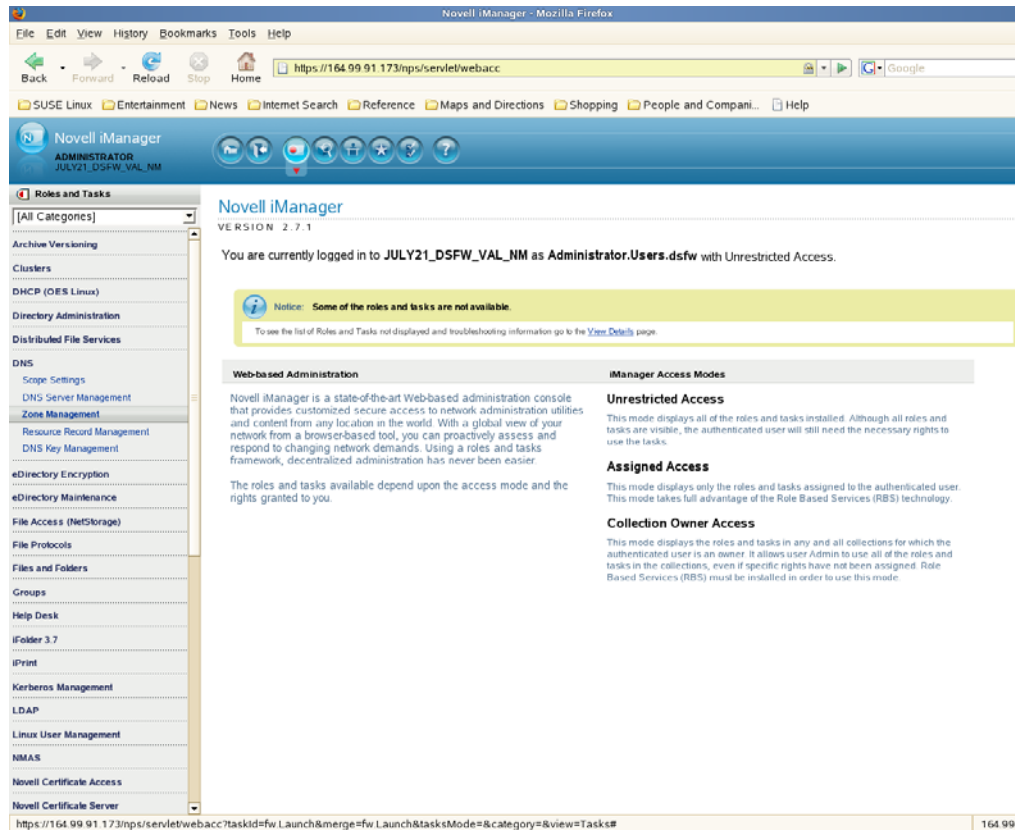 Novell iManager - Mozilla Firefox
File Edit View History Bookmarks Tools Help
Back Forward Reload Stop Home https://164.99.91.173/nps/servlet/webacc Google
SUSE Linux Entertainment News Internet Search Reference Maps and Directions Shopping People and Compani... Help
Novell iManager
ADMINISTRATOR
JULY21_DSFW_VAL_NM
Roles and Tasks
[All Categories]
Archive Versioning
Clusters
DHCP (OES Linux)
Directory Administration
Distributed File Services
DNS
Scope Settings
DNS Server Management
Zone Management
Resource Record Management
DNS Key Management
eDirectory Encryption
eDirectory Maintenance
File Access (NetStorage)
File Protocols
Files and Folders
Groups
Help Desk
iFolder 3.7
iPrint
Kerberos Management
LDAP
Linux User Management
NMAS
Novell Certificate Access
Novell Certificate Server
Novell iManager
VERSION 2.7.1
You are currently logged in to JULY21_DSFW_VAL_NM as Administrator.Users.dsfw with Unrestricted Access.
Notice: Some of the roles and tasks are not available.
To see the list of Roles and Tasks not displayed and troubleshooting information go to the View Details page.
Web-based Administration
Novell iManager is a state-of-the-art Web-based administration console
that provides customized secure access to network administration utilities
and content from any location in the world. With a global view of your
network from a browser-based tool, you can proactively assess and
respond to changing network demands. Using a roles and tasks
framework, decentralized administration has never been easier.
The roles and tasks available depend upon the access mode and the
rights granted to you.
iManager Access Modes
Unrestricted Access
This mode displays all of the roles and tasks installed. Although all roles and
tasks are visible, the authenticated user will still need the necessary rights to
use the tasks.
Assigned Access
This mode displays only the roles and tasks assigned to the authenticated user.
This mode takes full advantage of the Role Based Services (RBS) technology.
Collection Owner Access
This mode displays the roles and tasks in any and all collections for which the
authenticated user is an owner. It allows user Admin to use all of the roles and
tasks in the collections, even if specific rights have not been assigned. Role
Based Services (RBS) must be installed in order to use this mode.
https://164.99.91.173/nps/servlet/webacc?taskId=fw.Launch&merge=fw.Launch&tasksMode=&category=&view=Tasks# 164.99